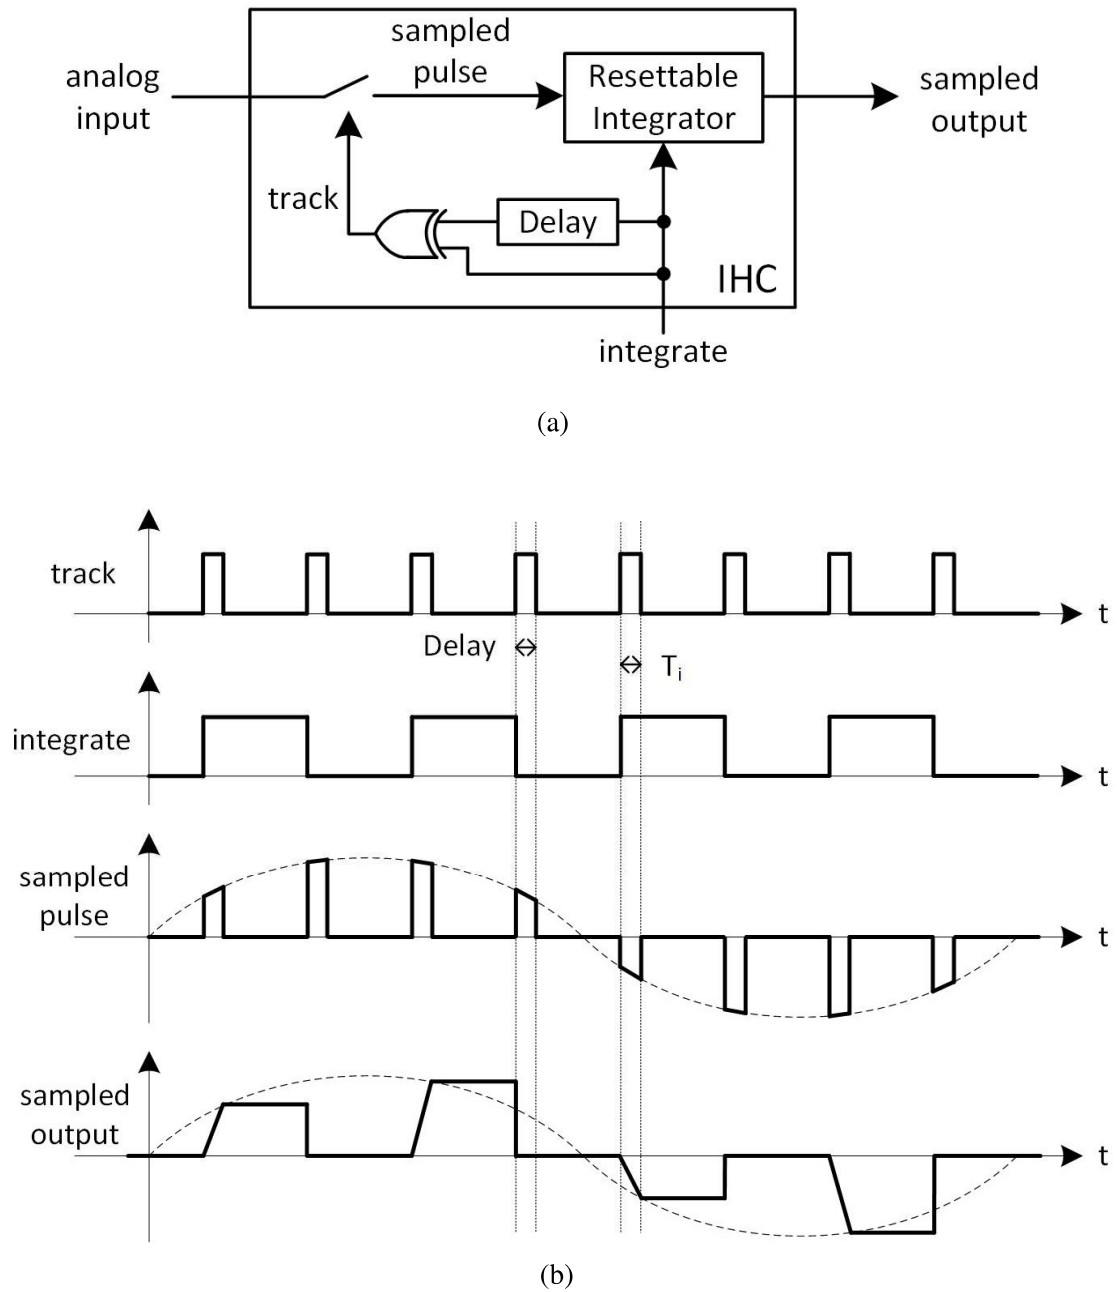 analog
input
sampled
pulse
Resettable
Integrator
sampled
output
track
Delay
IHC
integrate
(a)
track
t
Delay
Ti
integrate
t
sampled
pulse
t
sampled
output
t
(b)